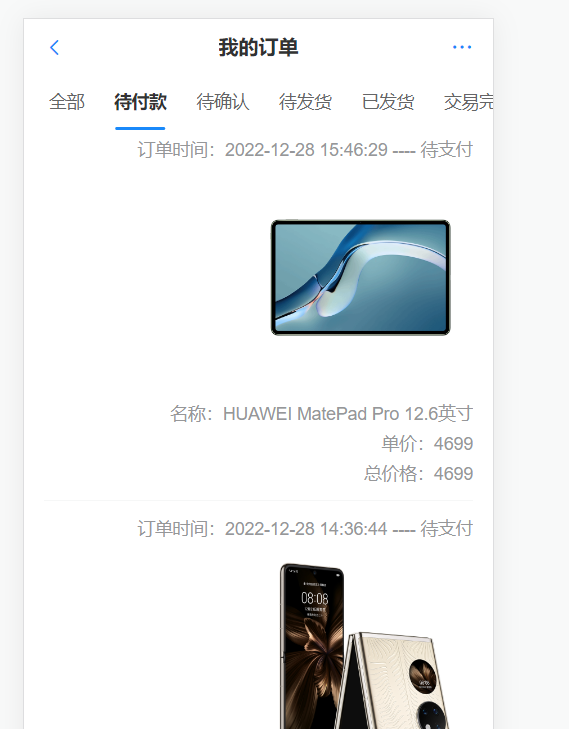 我的订单
全部 待付款 待确认 待发货 已发货 交易完
订单时间：2022-12-28 15:46:29 ---- 待支付
名称：HUAWEI MatePad Pro 12.6英寸
单价：4699
总价格：4699
订单时间：2022-12-28 14:36:44 ---- 待支付
08:08